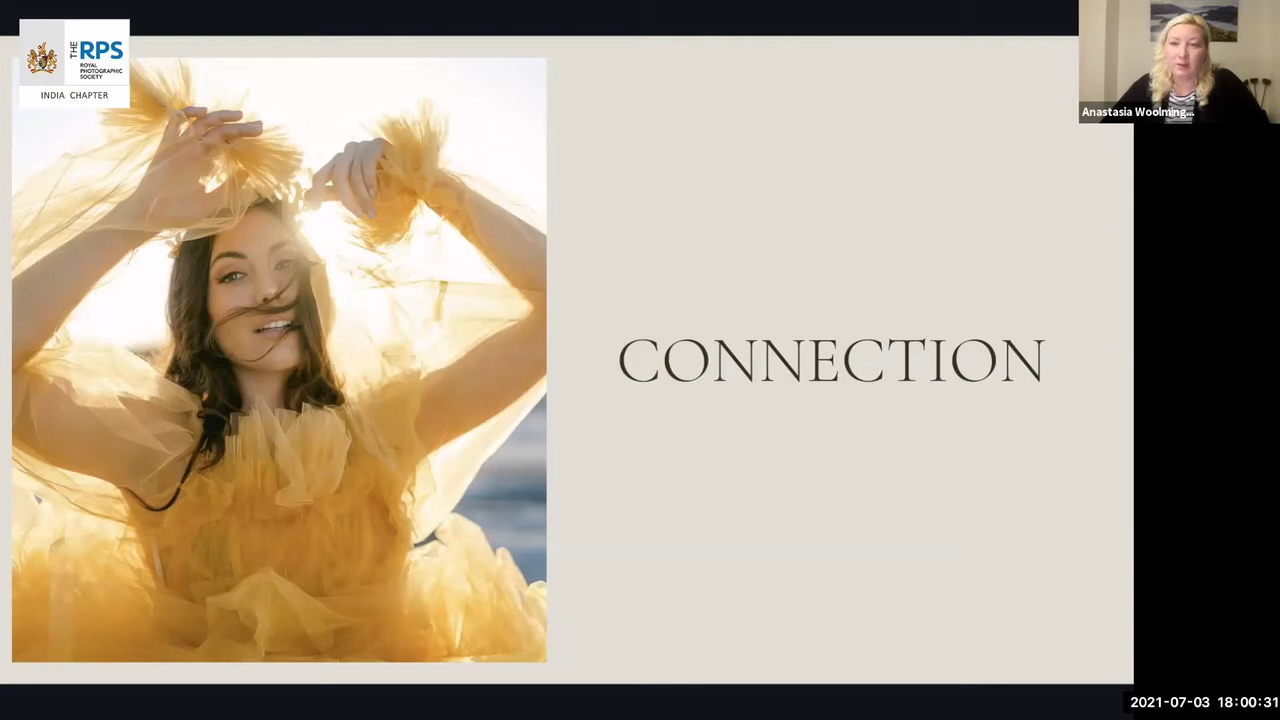 THE RPS
ROYAL
PHOTOGRAPHIC
SOCIETY
INDIA CHAPTER
Anastasia Woolming...
CONNECTION
2021-07-03 18:00:31